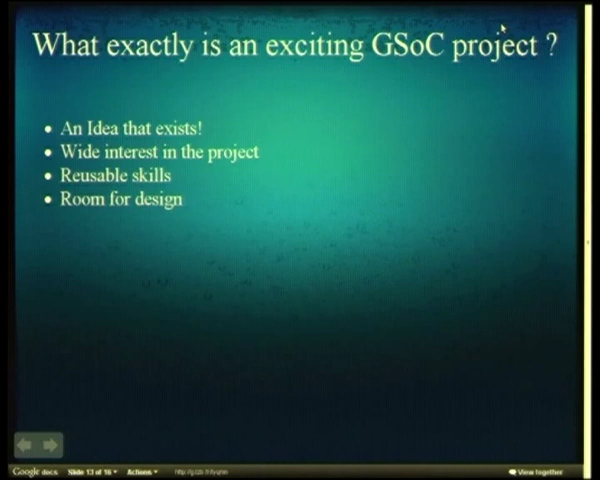 What exactly is an exciting GSoC project ?
An Idea that exists!
Wide interest in the project
Reusable skills
Room for design
Google docs Slide 13 of 16 Actions View together